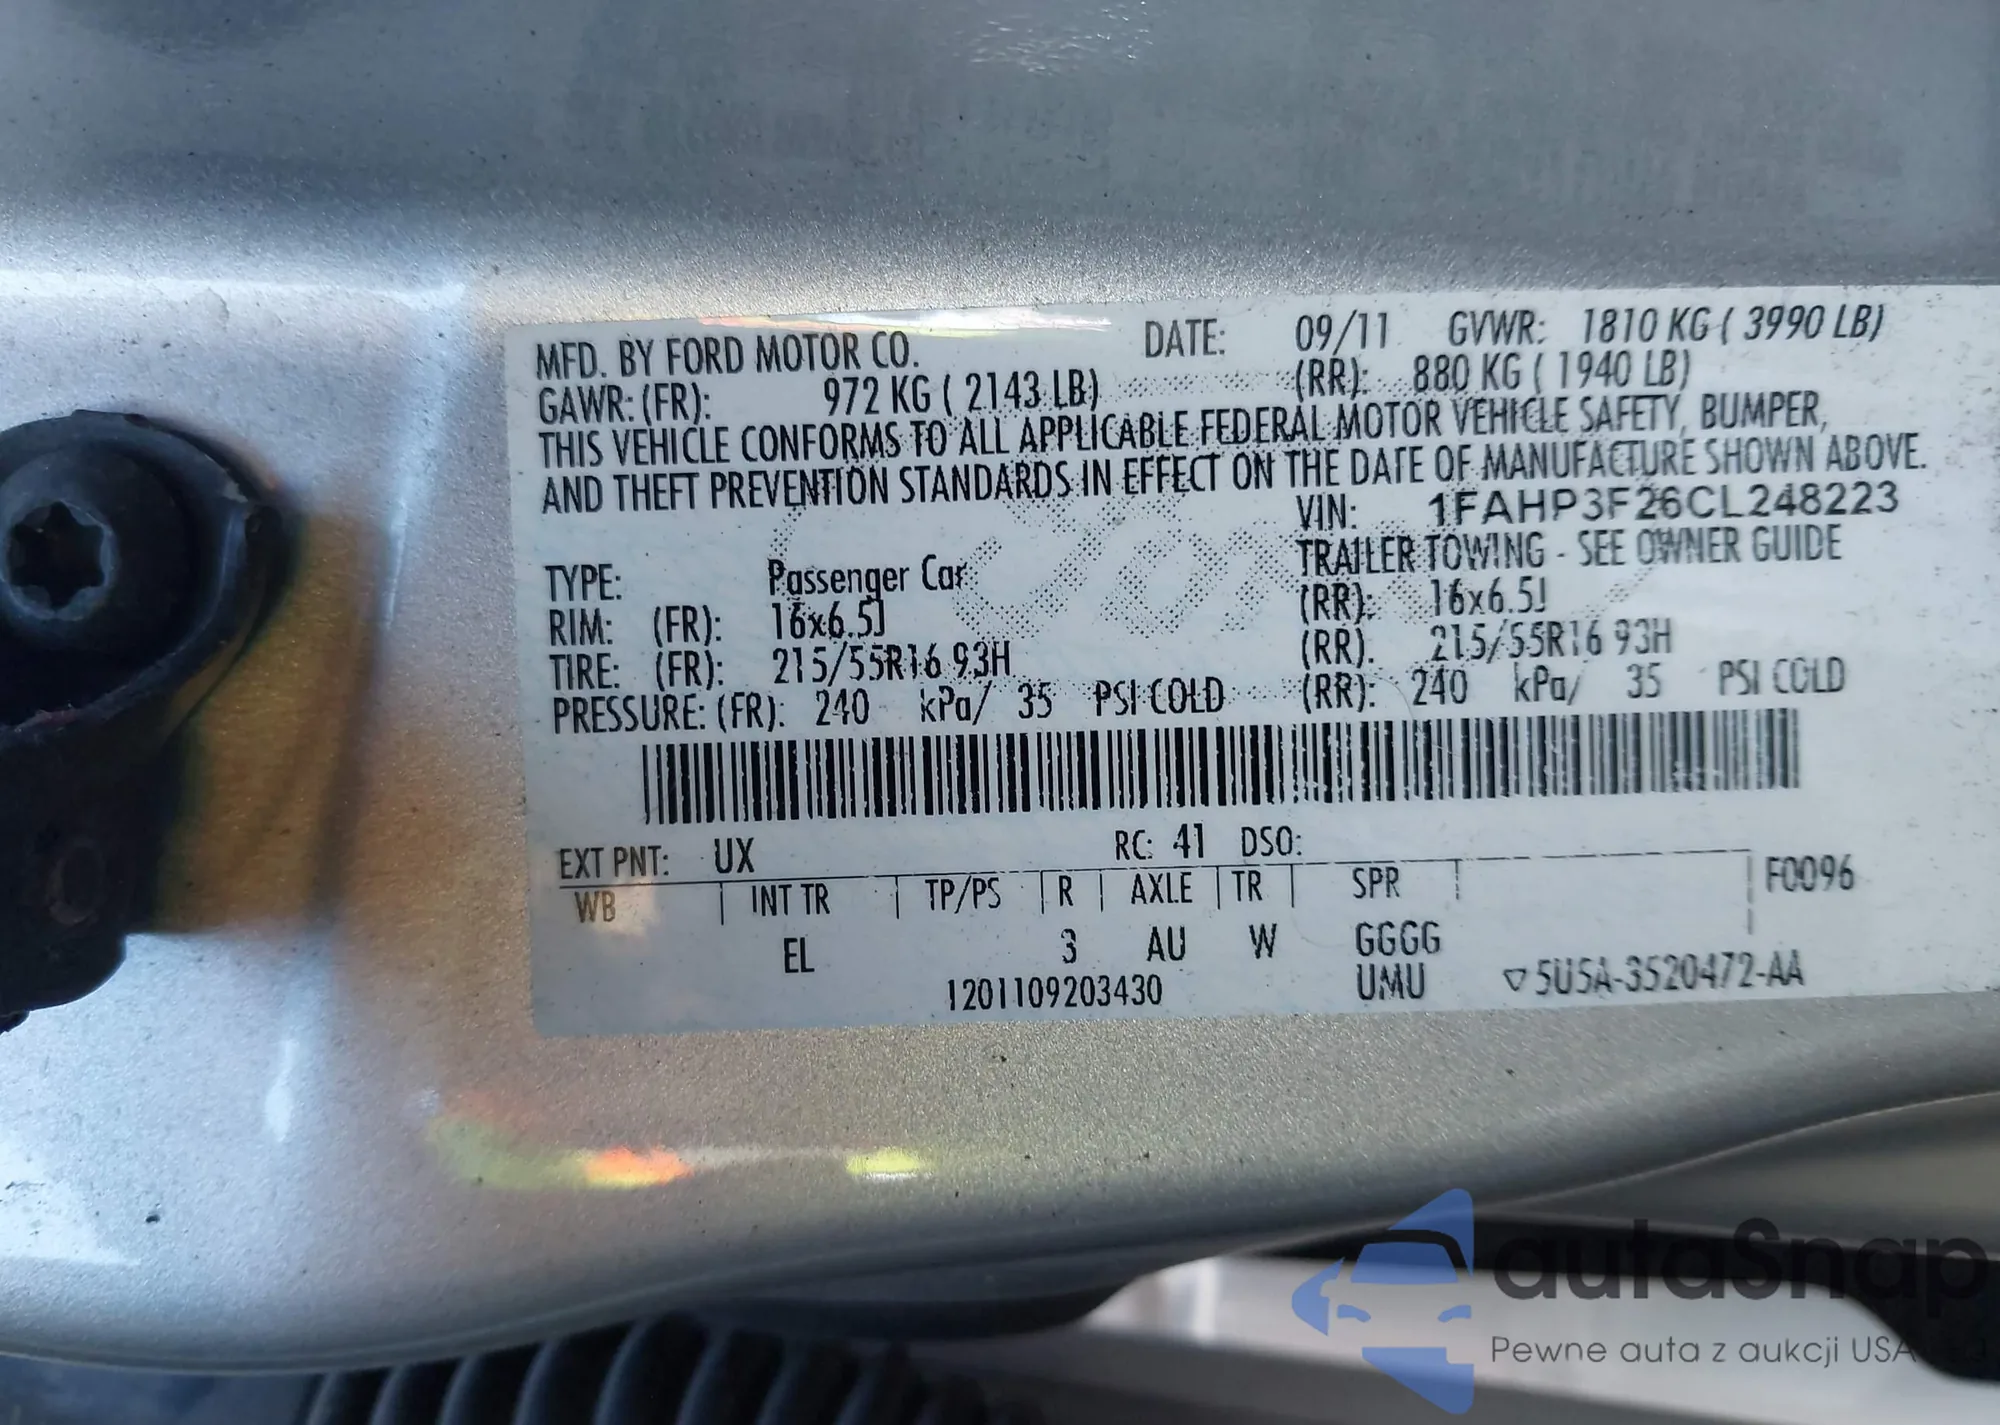 MFD. BY FORD MOTOR CO. DATE: 09/11 GVWR: 1810 KG ( 3990 LB)
GAWR: (FR): 972 KG ( 2143 LB) (RR): 880 KG ( 1940 LB)
THIS VEHICLE CONFORMS TO ALL APPLICABLE FEDERAL MOTOR VEHICLE SAFETY, BUMPER,
AND THEFT PREVENTION STANDARDS IN EFFECT ON THE DATE OF MANUFACTURE SHOWN ABOVE.
VIN: 1FAHP3F26CL248223
TYPE: Passenger Car TRAILER TOWING - SEE OWNER GUIDE
RIM: (FR): 16x6.5J (RR): 16x6.5J
TIRE: (FR): 215/55R16 93H (RR): 215/55R16 93H
PRESSURE: (FR): 240 kPa/ 35 PSI COLD (RR): 240 kPa/ 35 PSI COLD
EXT PNT: UX RC: 41 DSO:
WB INT TR TP/PS R AXLE TR SPR F0096
EL 3 AU W GGGG
1201109203430 UMU ▽5U5A-3520472-AA
autoSnap
Pewne auta z aukcji USA